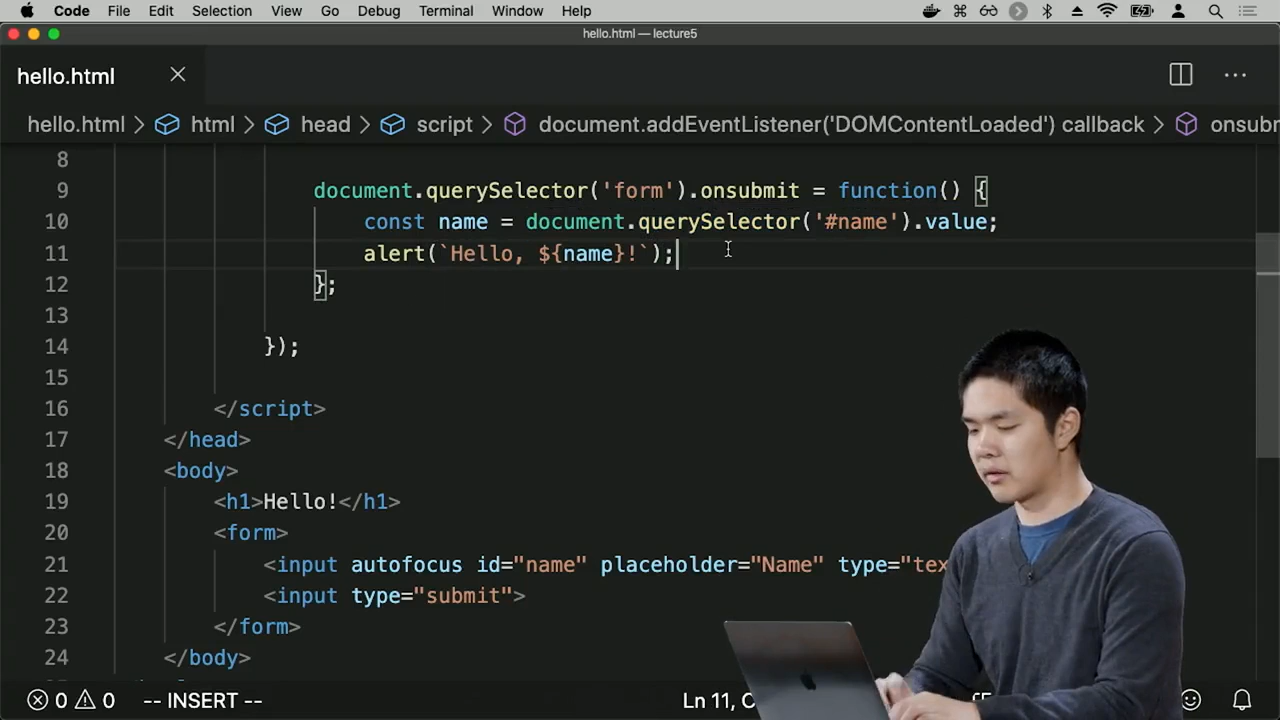 Code File Edit Selection View Go Debug Terminal Window Help
hello.html — lecture5
hello.html
hello.html > html > head > script > document.addEventListener('DOMContentLoaded') callback >
8
9 document.querySelector('form').onsubmit = function() {
10 const name = document.querySelector('#name').value;
11 alert(`Hello, ${name}!`);
12 };
13
14 });
15
16 </script>
17 </head>
18 <body>
19 <h1>Hello!</h1>
20 <form>
21 <input autofocus id="name" placeholder="Name" type="tex
22 <input type="submit">
23 </form>
24 </body>
0 0 -- INSERT -- Ln 11,